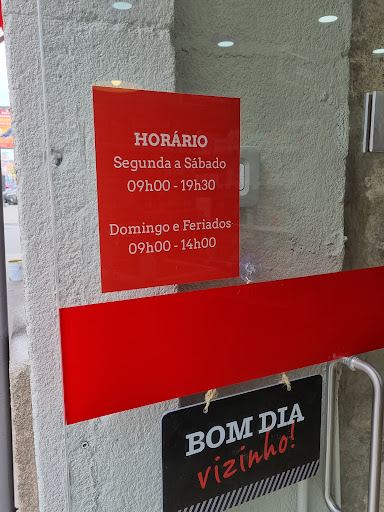 HORÁRIO
Segunda a Sábado
09h00 - 19h30
Domingo e Feriados
09h00 - 14h00
BOM DIA
vizinho!